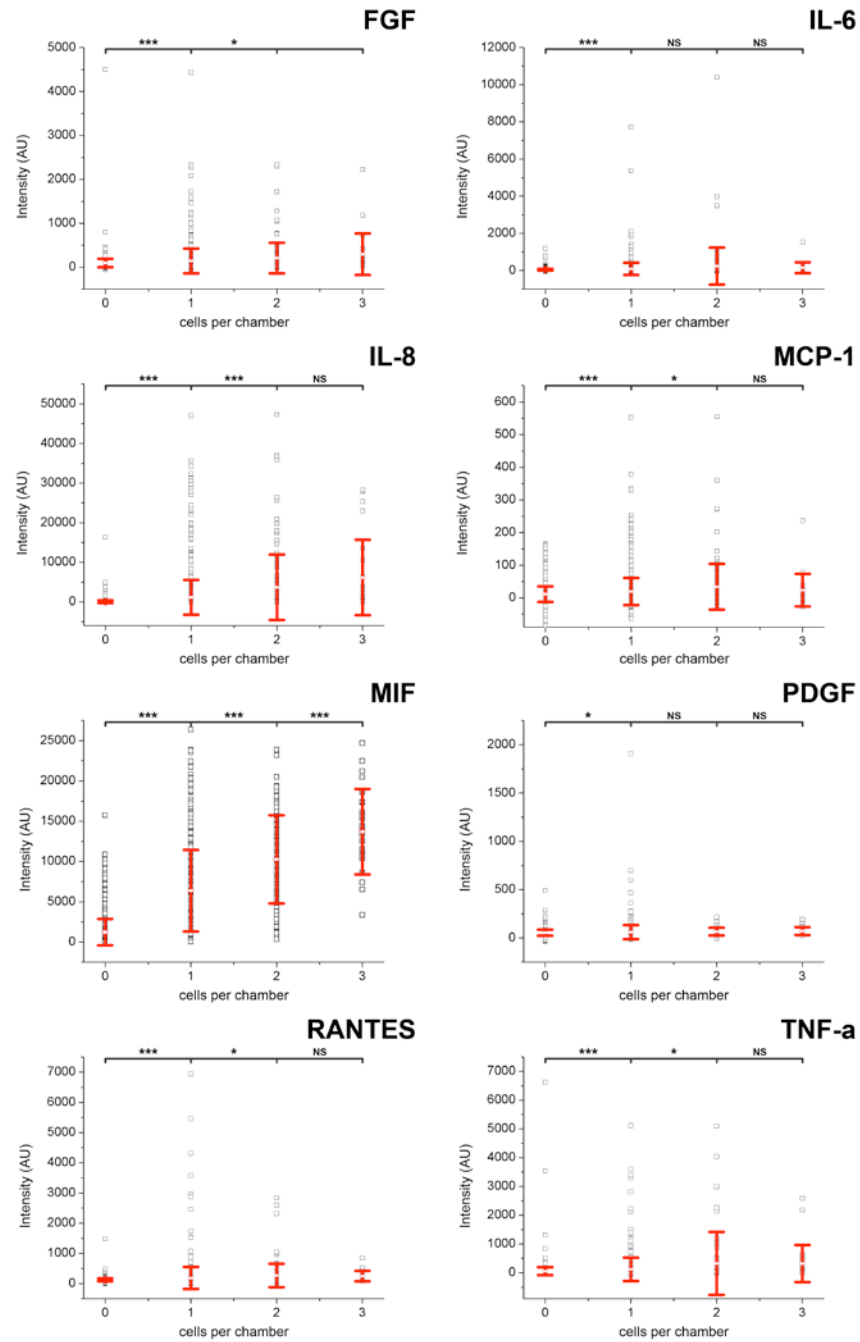 FGF
*** *
5000
4000
3000
2000
1000
0
Intensity (AU)
0 1 2 3
cells per chamber
IL-6
*** NS NS
12000
10000
8000
6000
4000
2000
0
Intensity (AU)
0 1 2 3
cells per chamber
IL-8
*** *** NS
50000
40000
30000
20000
10000
0
Intensity (AU)
0 1 2 3
cells per chamber
MCP-1
*** * NS
600
500
400
300
200
100
0
Intensity (AU)
0 1 2 3
cells per chamber
MIF
*** *** ***
25000
20000
15000
10000
5000
0
Intensity (AU)
0 1 2 3
cells per chamber
PDGF
* NS NS
2000
1500
1000
500
0
Intensity (AU)
0 1 2 3
cells per chamber
RANTES
*** * NS
7000
6000
5000
4000
3000
2000
1000
0
Intensity (AU)
0 1 2 3
cells per chamber
TNF-a
*** * NS
7000
6000
5000
4000
3000
2000
1000
0
Intensity (AU)
0 1 2 3
cells per chamber